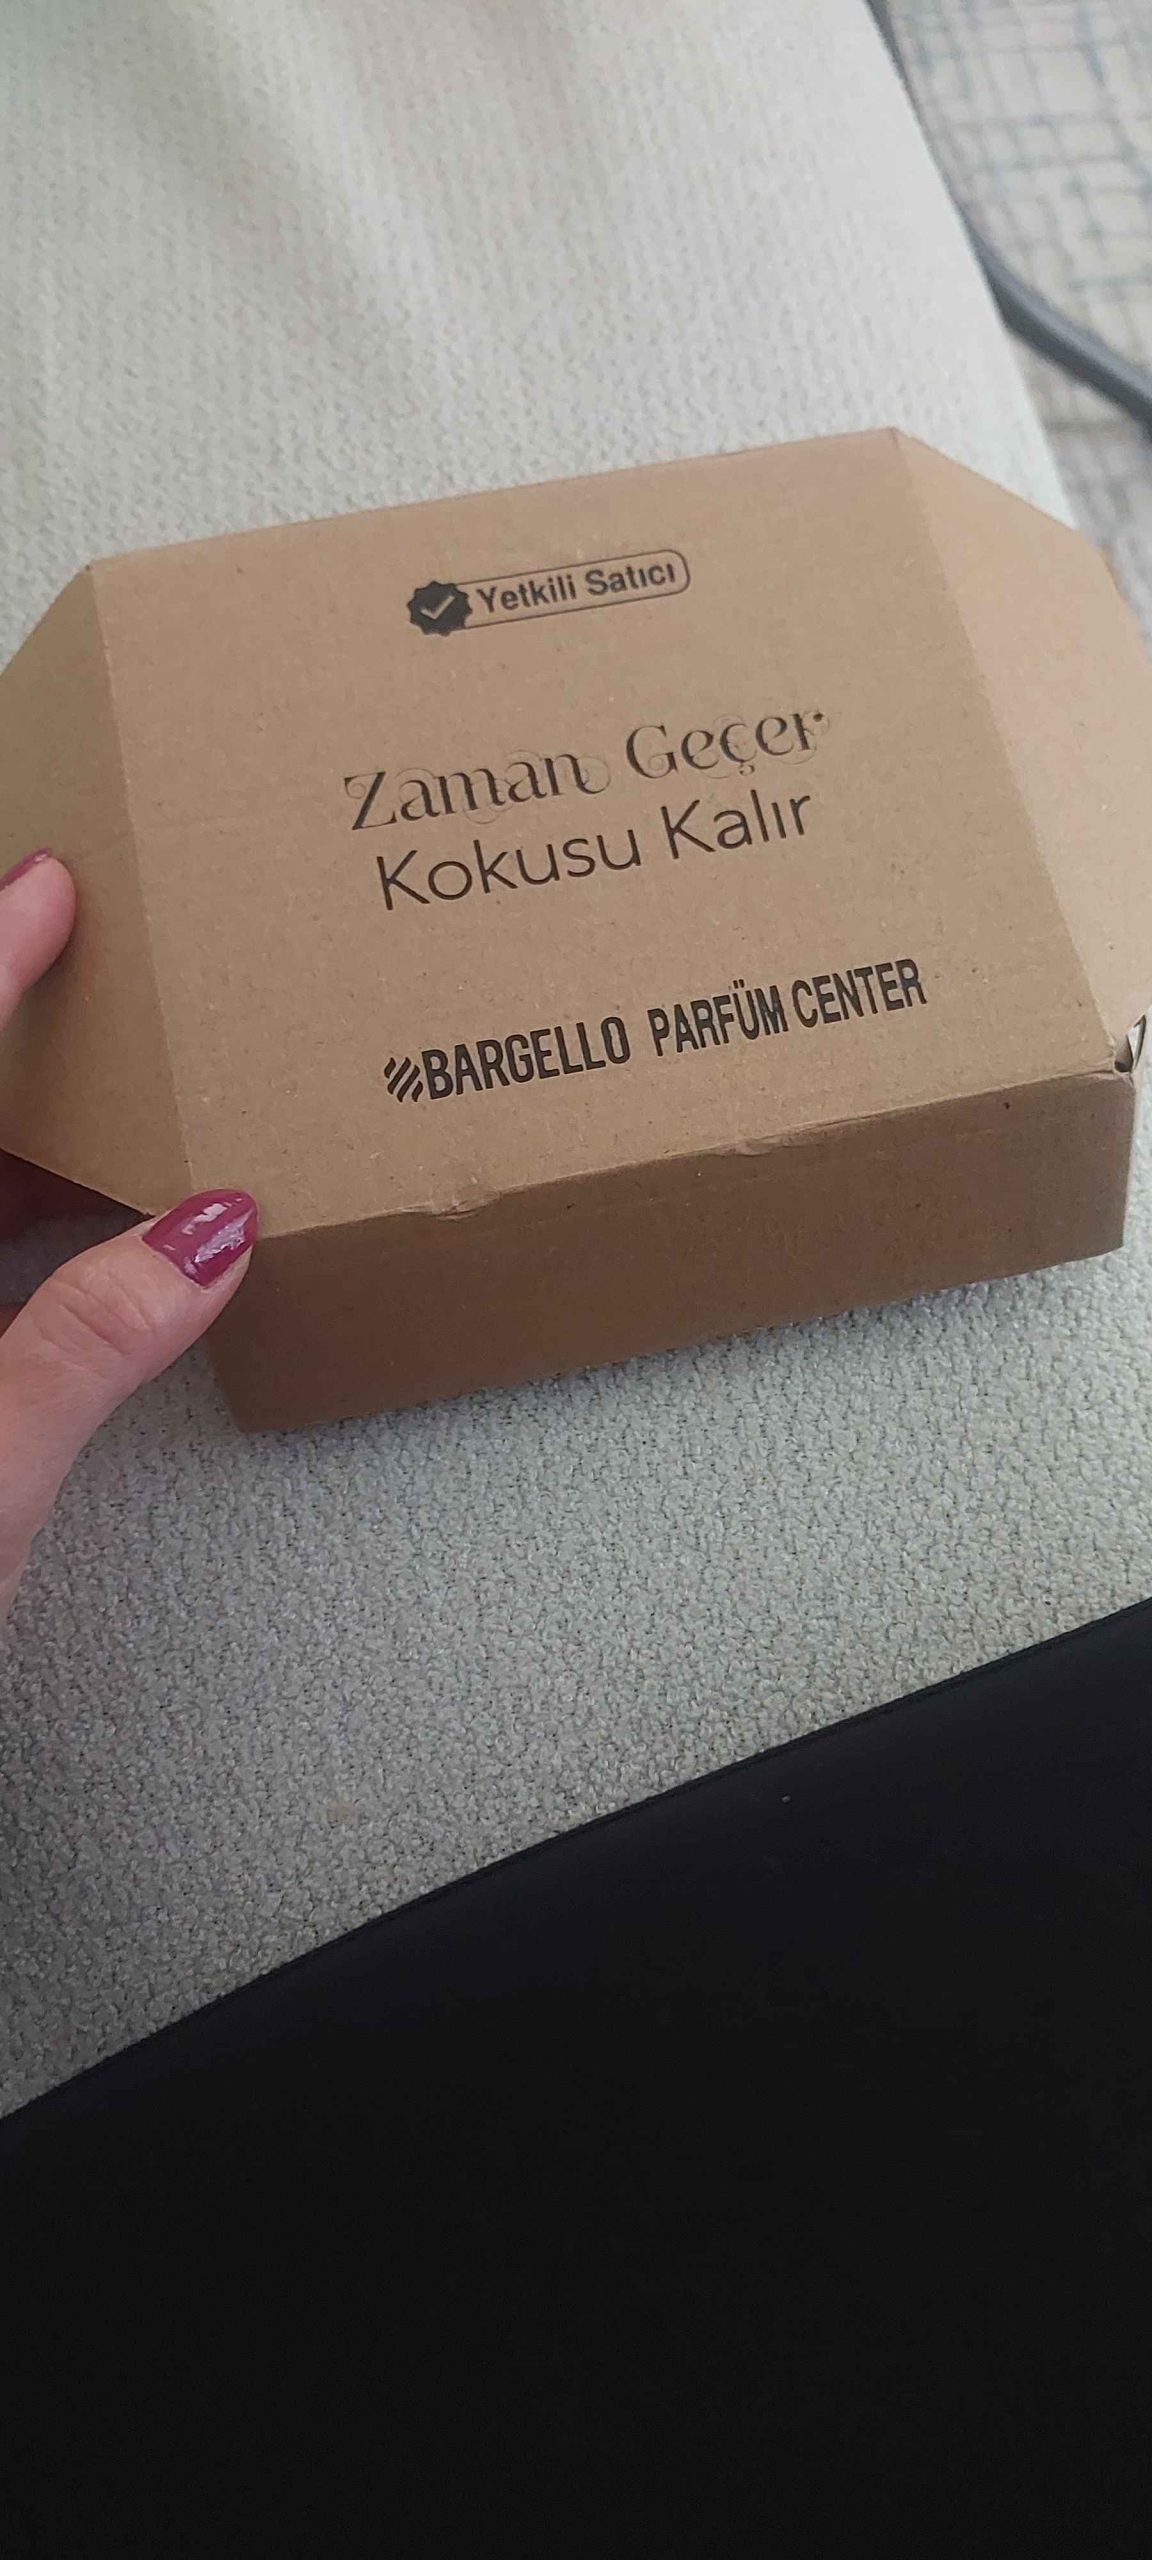 Yetkili Satıcı
Zaman Geçer
Kokusu Kalır
BARGELLO PARFÜM CENTER